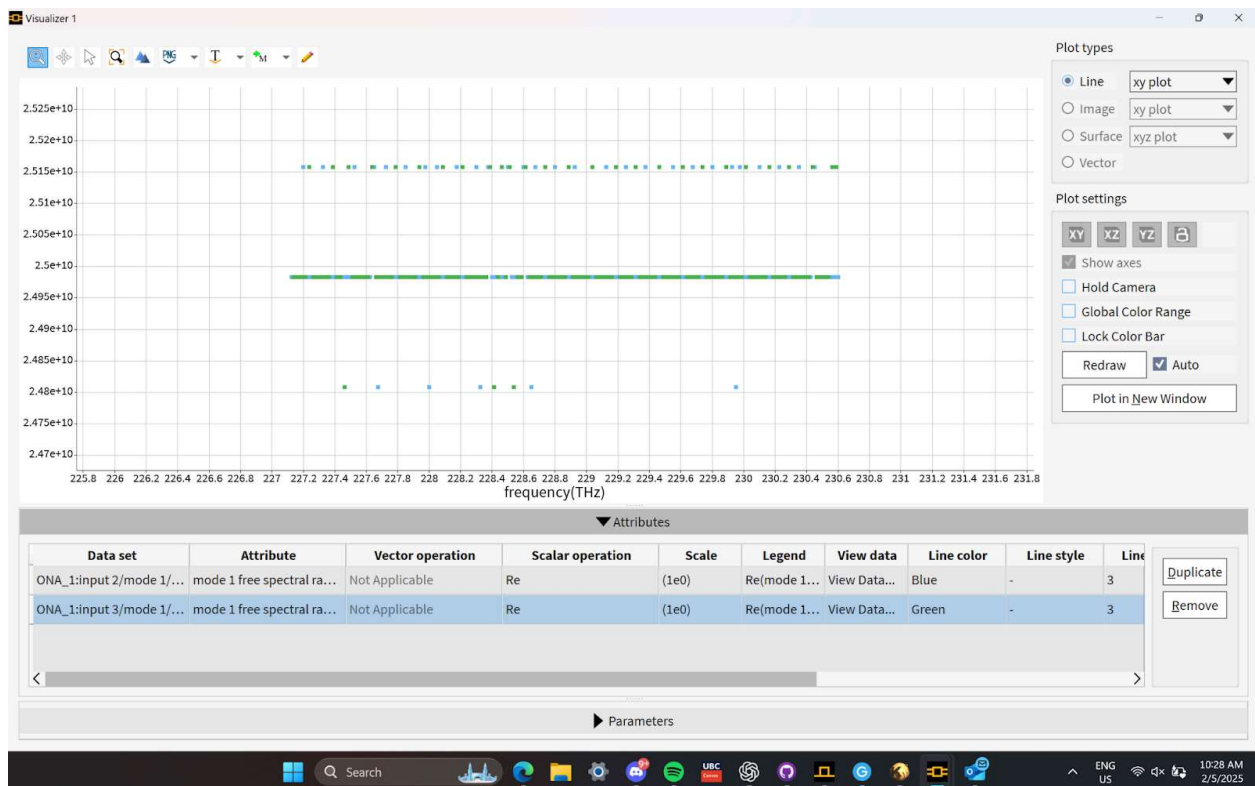 Visualizer 1
PNG
T
M
2.525e+10
2.52e+10
2.515e+10
2.51e+10
2.505e+10
2.5e+10
2.495e+10
2.49e+10
2.485e+10
2.48e+10
2.475e+10
2.47e+10
225.8 226 226.2 226.4 226.6 226.8 227 227.2 227.4 227.6 227.8 228 228.2 228.4 228.6 228.8 229 229.2 229.4 229.6 229.8 230 230.2 230.4 230.6 230.8 231 231.2 231.4 231.6 231.8
frequency(THz)
Plot types
Line xy plot
Image xy plot
Surface xyz plot
Vector
Plot settings
XY XZ YZ
Show axes
Hold Camera
Global Color Range
Lock Color Bar
Redraw Auto
Plot in New Window
Attributes
Data set Attribute Vector operation Scalar operation Scale Legend View data Line color Line style Line
ONA_1:input 2/mode 1/... mode 1 free spectral ra... Not Applicable Re (1e0) Re(mode 1... View Data... Blue - 3
ONA_1:input 3/mode 1/... mode 1 free spectral ra... Not Applicable Re (1e0) Re(mode 1... View Data... Green - 3
Duplicate
Remove
Parameters
Search
UBC
ENG
US
10:28 AM
2/5/2025